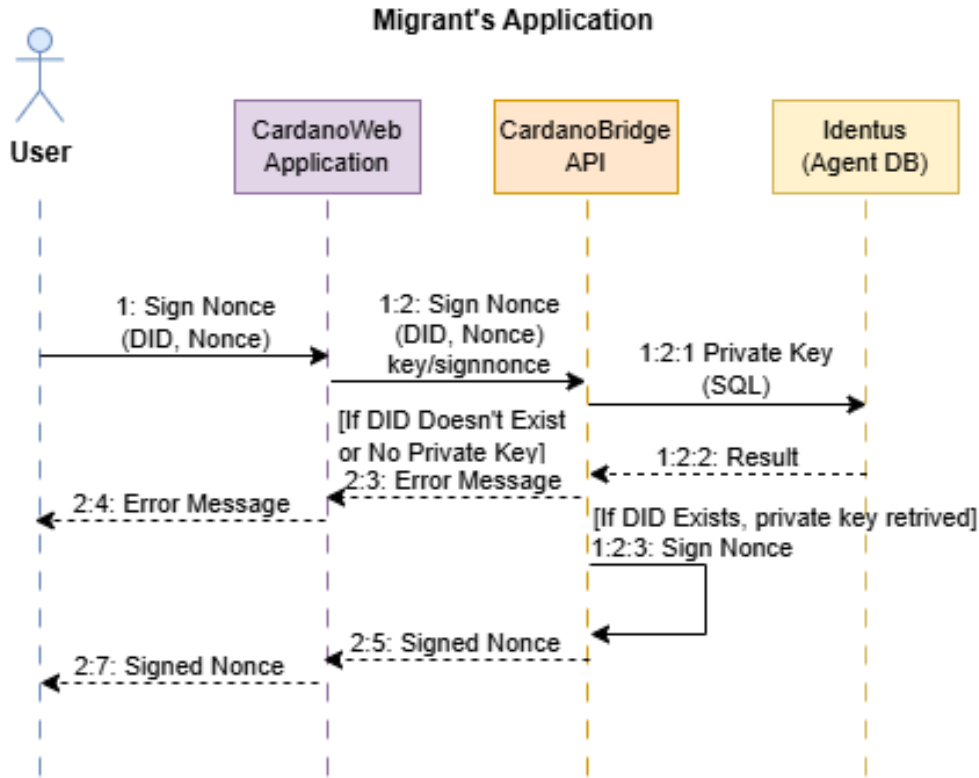 Migrant's Application
User
CardanoWeb
Application
CardanoBridge
API
Identus
(Agent DB)
1: Sign Nonce
(DID, Nonce)
1:2: Sign Nonce
(DID, Nonce)
key/signnonce
1:2:1 Private Key
(SQL)
[If DID Doesn't Exist
or No Private Key]
1:2:2: Result
2:3: Error Message
2:4: Error Message
[If DID Exists, private key retrived]
1:2:3: Sign Nonce
2:5: Signed Nonce
2:7: Signed Nonce